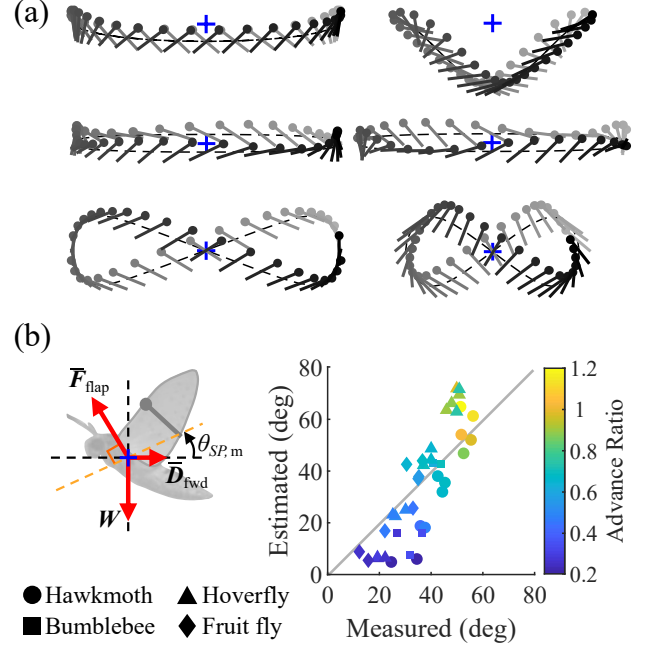 (a)
(b)
F̅flap
θSP,m
D̅fwd
W
80
60
40
20
0
Estimated (deg)
0 20 40 60 80
Measured (deg)
1.2
1
0.8
0.6
0.4
0.2
Advance Ratio
Hawkmoth Hoverfly
Bumblebee Fruit fly